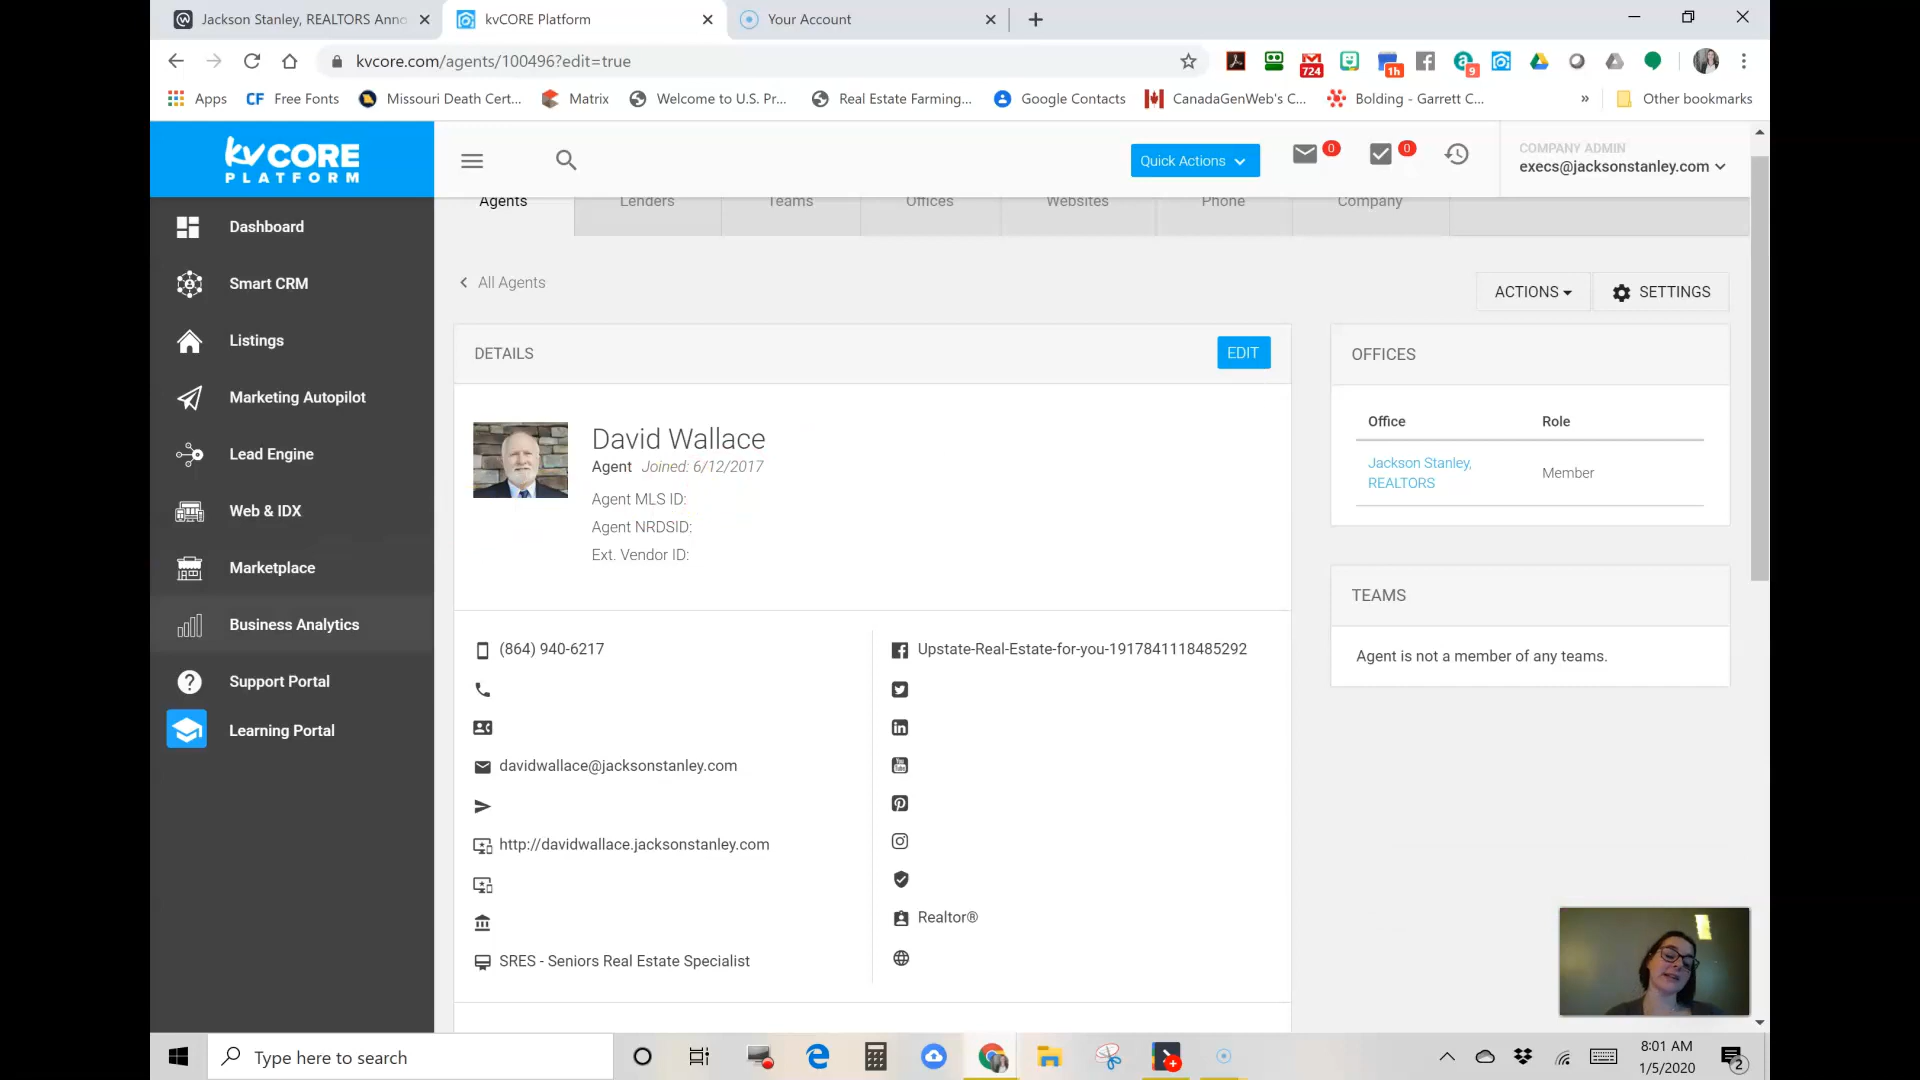 Jackson Stanley, REALTORS Anno
kvCORE Platform
Your Account
kvcore.com/agents/100496?edit=true
724
1h
9
Apps
CF Free Fonts
Missouri Death Cert...
Matrix
Welcome to U.S. Pr...
Real Estate Farming...
Google Contacts
CanadaGenWeb's C...
Bolding - Garrett C...
»
Other bookmarks
kvCORE
PLATFORM
Quick Actions
0
0
COMPANY ADMIN
execs@jacksonstanley.com
Dashboard
Smart CRM
Listings
Marketing Autopilot
Lead Engine
Web & IDX
Marketplace
Business Analytics
Support Portal
Learning Portal
Agents
Lenders
Teams
Offices
Websites
Phone
Company
All Agents
ACTIONS
SETTINGS
DETAILS
EDIT
David Wallace
Agent Joined: 6/12/2017
Agent MLS ID:
Agent NRDSID:
Ext. Vendor ID:
(864) 940-6217
davidwallace@jacksonstanley.com
http://davidwallace.jacksonstanley.com
SRES - Seniors Real Estate Specialist
Upstate-Real-Estate-for-you-1917841118485292
Realtor®
OFFICES
Office Role
Jackson Stanley,
REALTORS
Member
TEAMS
Agent is not a member of any teams.
Type here to search
8:01 AM
1/5/2020
2